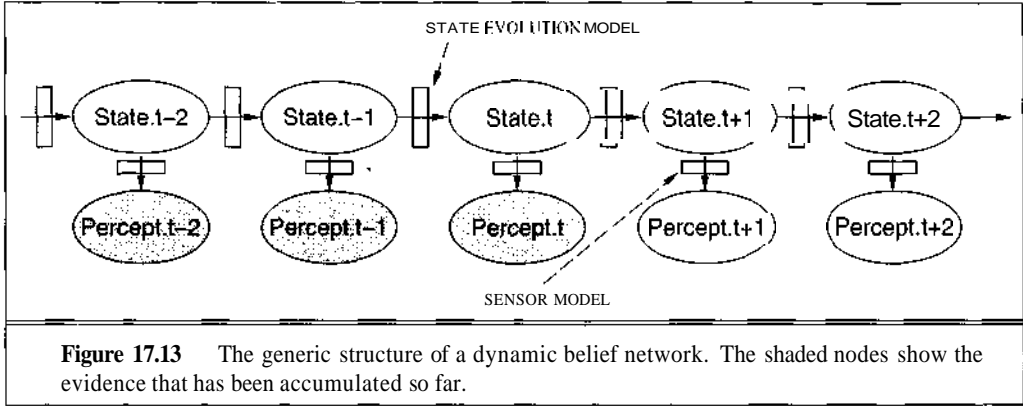 STATE EVOLUTION MODEL
State.t–2 State.t–1 State.t State.t+1 State.t+2
Percept.t–2 Percept.t–1 Percept.t Percept.t+1 Percept.t+2
SENSOR MODEL
Figure 17.13 The generic structure of a dynamic belief network. The shaded nodes show the
evidence that has been accumulated so far.